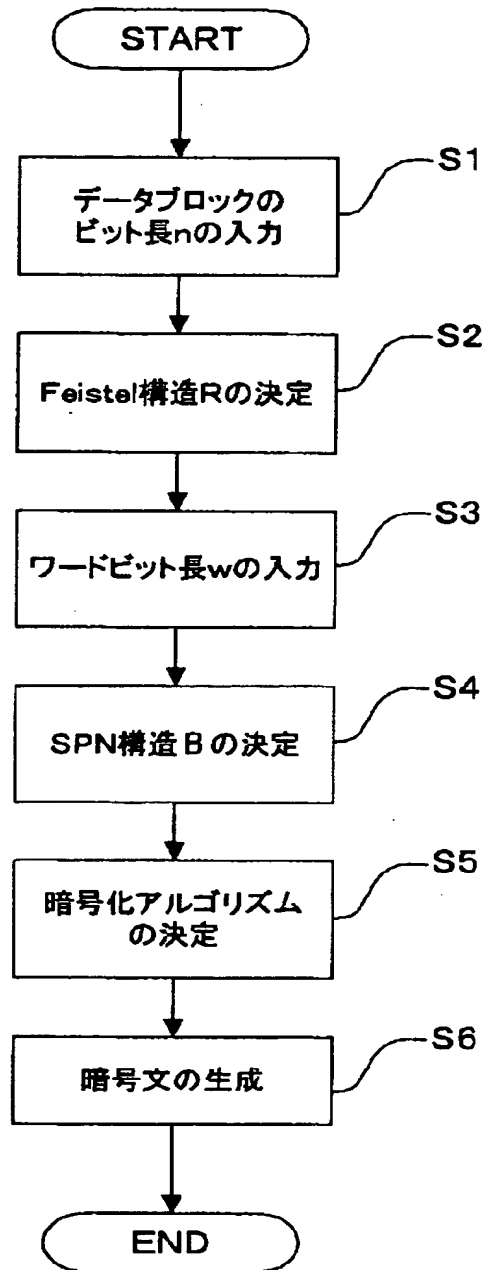 START
S1
データブロックの
ビット長nの入力
S2
Feistel構造Rの決定
S3
ワードビット長wの入力
S4
SPN構造Bの決定
S5
暗号化アルゴリズム
の決定
S6
暗号文の生成
END